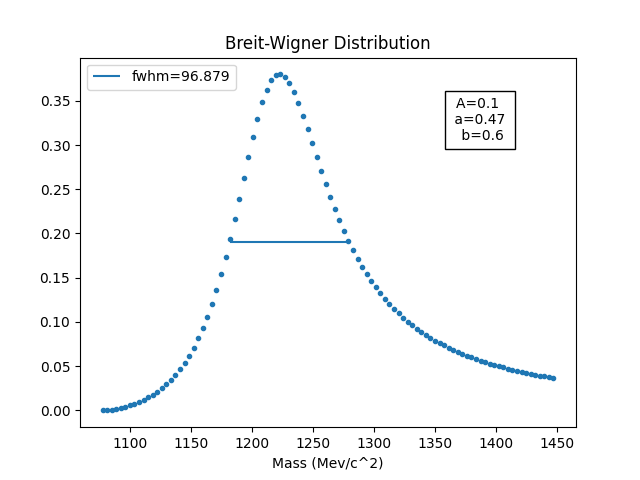 Breit-Wigner Distribution
fwhm=96.879
A=0.1
a=0.47
b=0.6
0.35
0.30
0.25
0.20
0.15
0.10
0.05
0.00
1100 1150 1200 1250 1300 1350 1400 1450
Mass (Mev/c^2)